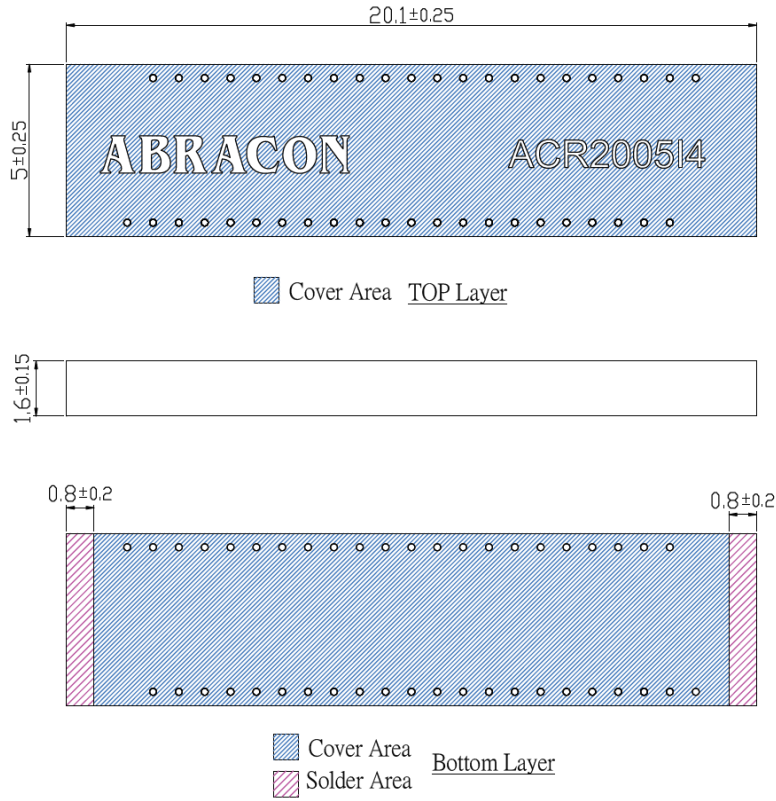 20.1±0.25
5±0.25
ABRACON
ACR2005I4
Cover Area TOP Layer
1.6±0.15
0.8±0.2
0.8±0.2
Cover Area
Solder Area
Bottom Layer